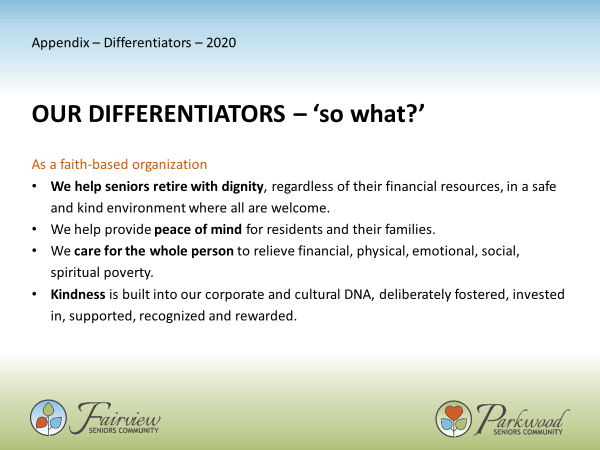 Appendix – Differentiators – 2020
OUR DIFFERENTIATORS – ‘so what?’
As a faith-based organization
• We help seniors retire with dignity, regardless of their financial resources, in a safe
and kind environment where all are welcome.
• We help provide peace of mind for residents and their families.
• We care for the whole person to relieve financial, physical, emotional, social,
spiritual poverty.
• Kindness is built into our corporate and cultural DNA, deliberately fostered, invested
in, supported, recognized and rewarded.
Fairview
SENIORS COMMUNITY
Parkwood
SENIORS COMMUNITY